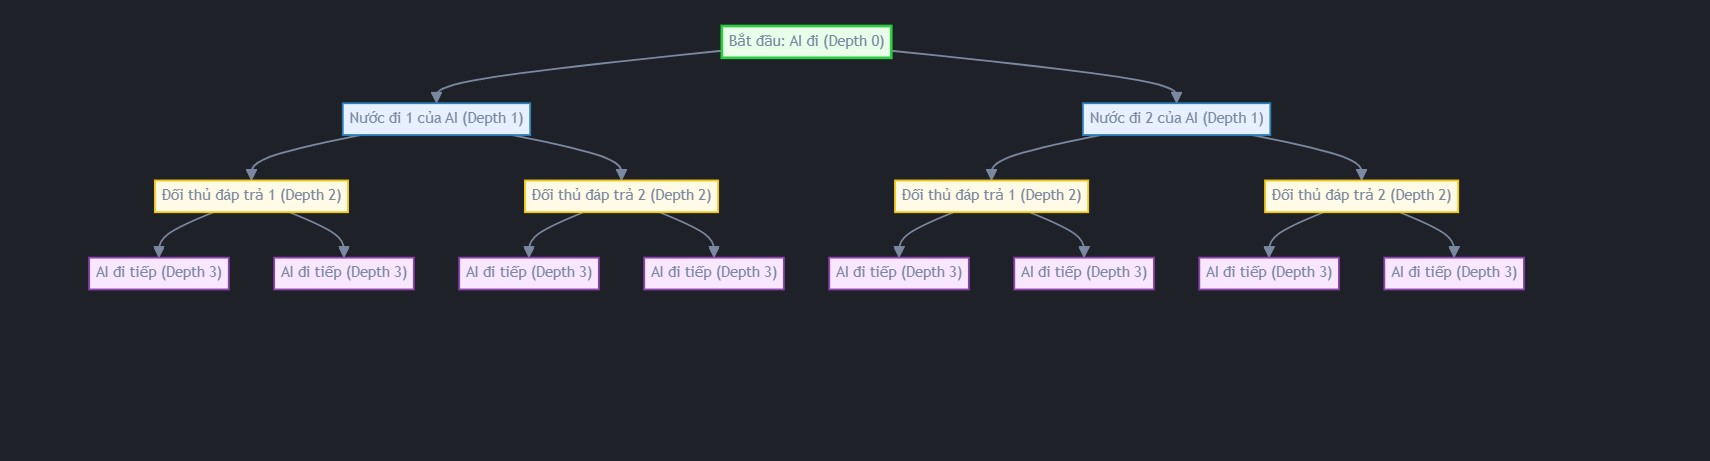 Bắt đầu: AI đi (Depth 0)
Nước đi 1 của AI (Depth 1)
Nước đi 2 của AI (Depth 1)
Đối thủ đáp trả 1 (Depth 2)
Đối thủ đáp trả 2 (Depth 2)
Đối thủ đáp trả 1 (Depth 2)
Đối thủ đáp trả 2 (Depth 2)
AI đi tiếp (Depth 3)
AI đi tiếp (Depth 3)
AI đi tiếp (Depth 3)
AI đi tiếp (Depth 3)
AI đi tiếp (Depth 3)
AI đi tiếp (Depth 3)
AI đi tiếp (Depth 3)
AI đi tiếp (Depth 3)